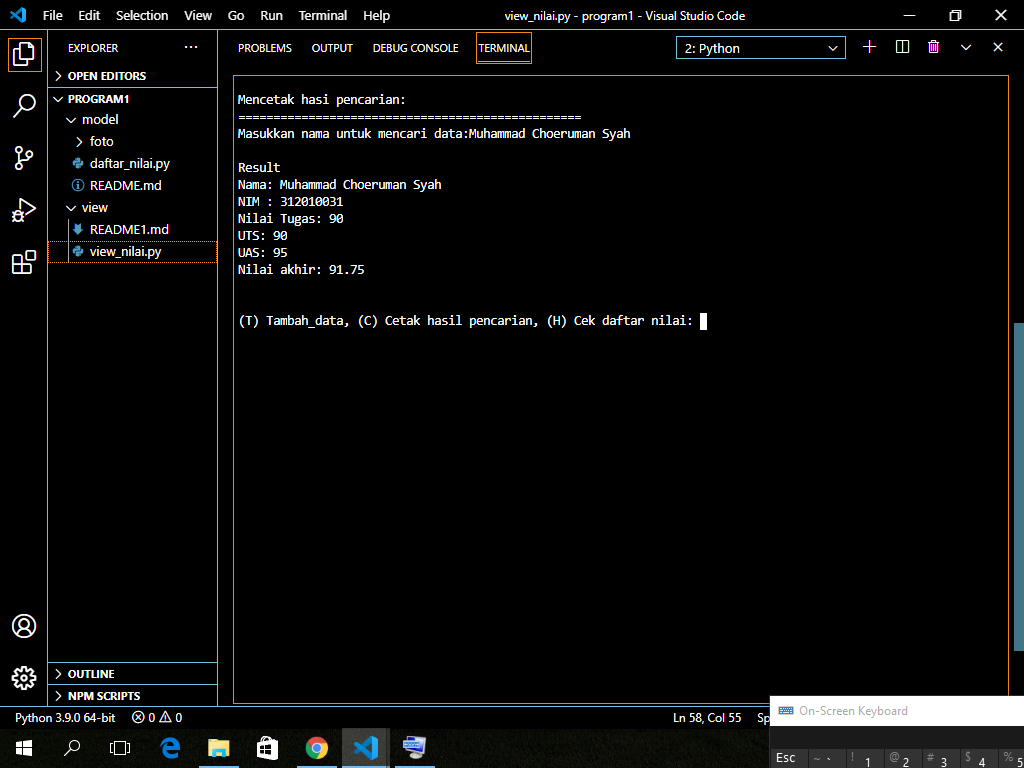 File Edit Selection View Go Run Terminal Help view_nilai.py - program1 - Visual Studio Code
EXPLORER ···
OPEN EDITORS
PROGRAM1
model
foto
daftar_nilai.py
README.md
view
README1.md
view_nilai.py
OUTLINE
NPM SCRIPTS
PROBLEMS OUTPUT DEBUG CONSOLE TERMINAL 2: Python
Mencetak hasi pencarian:
=================================================
Masukkan nama untuk mencari data:Muhammad Choeruman Syah
Result
Nama: Muhammad Choeruman Syah
NIM : 312010031
Nilai Tugas: 90
UTS: 90
UAS: 95
Nilai akhir: 91.75
(T) Tambah_data, (C) Cetak hasil pencarian, (H) Cek daftar nilai:
Python 3.9.0 64-bit 0 0 Ln 58, Col 55 Sp
On-Screen Keyboard
Esc ~ ` ! 1 @ 2 # 3 $ 4 % 5